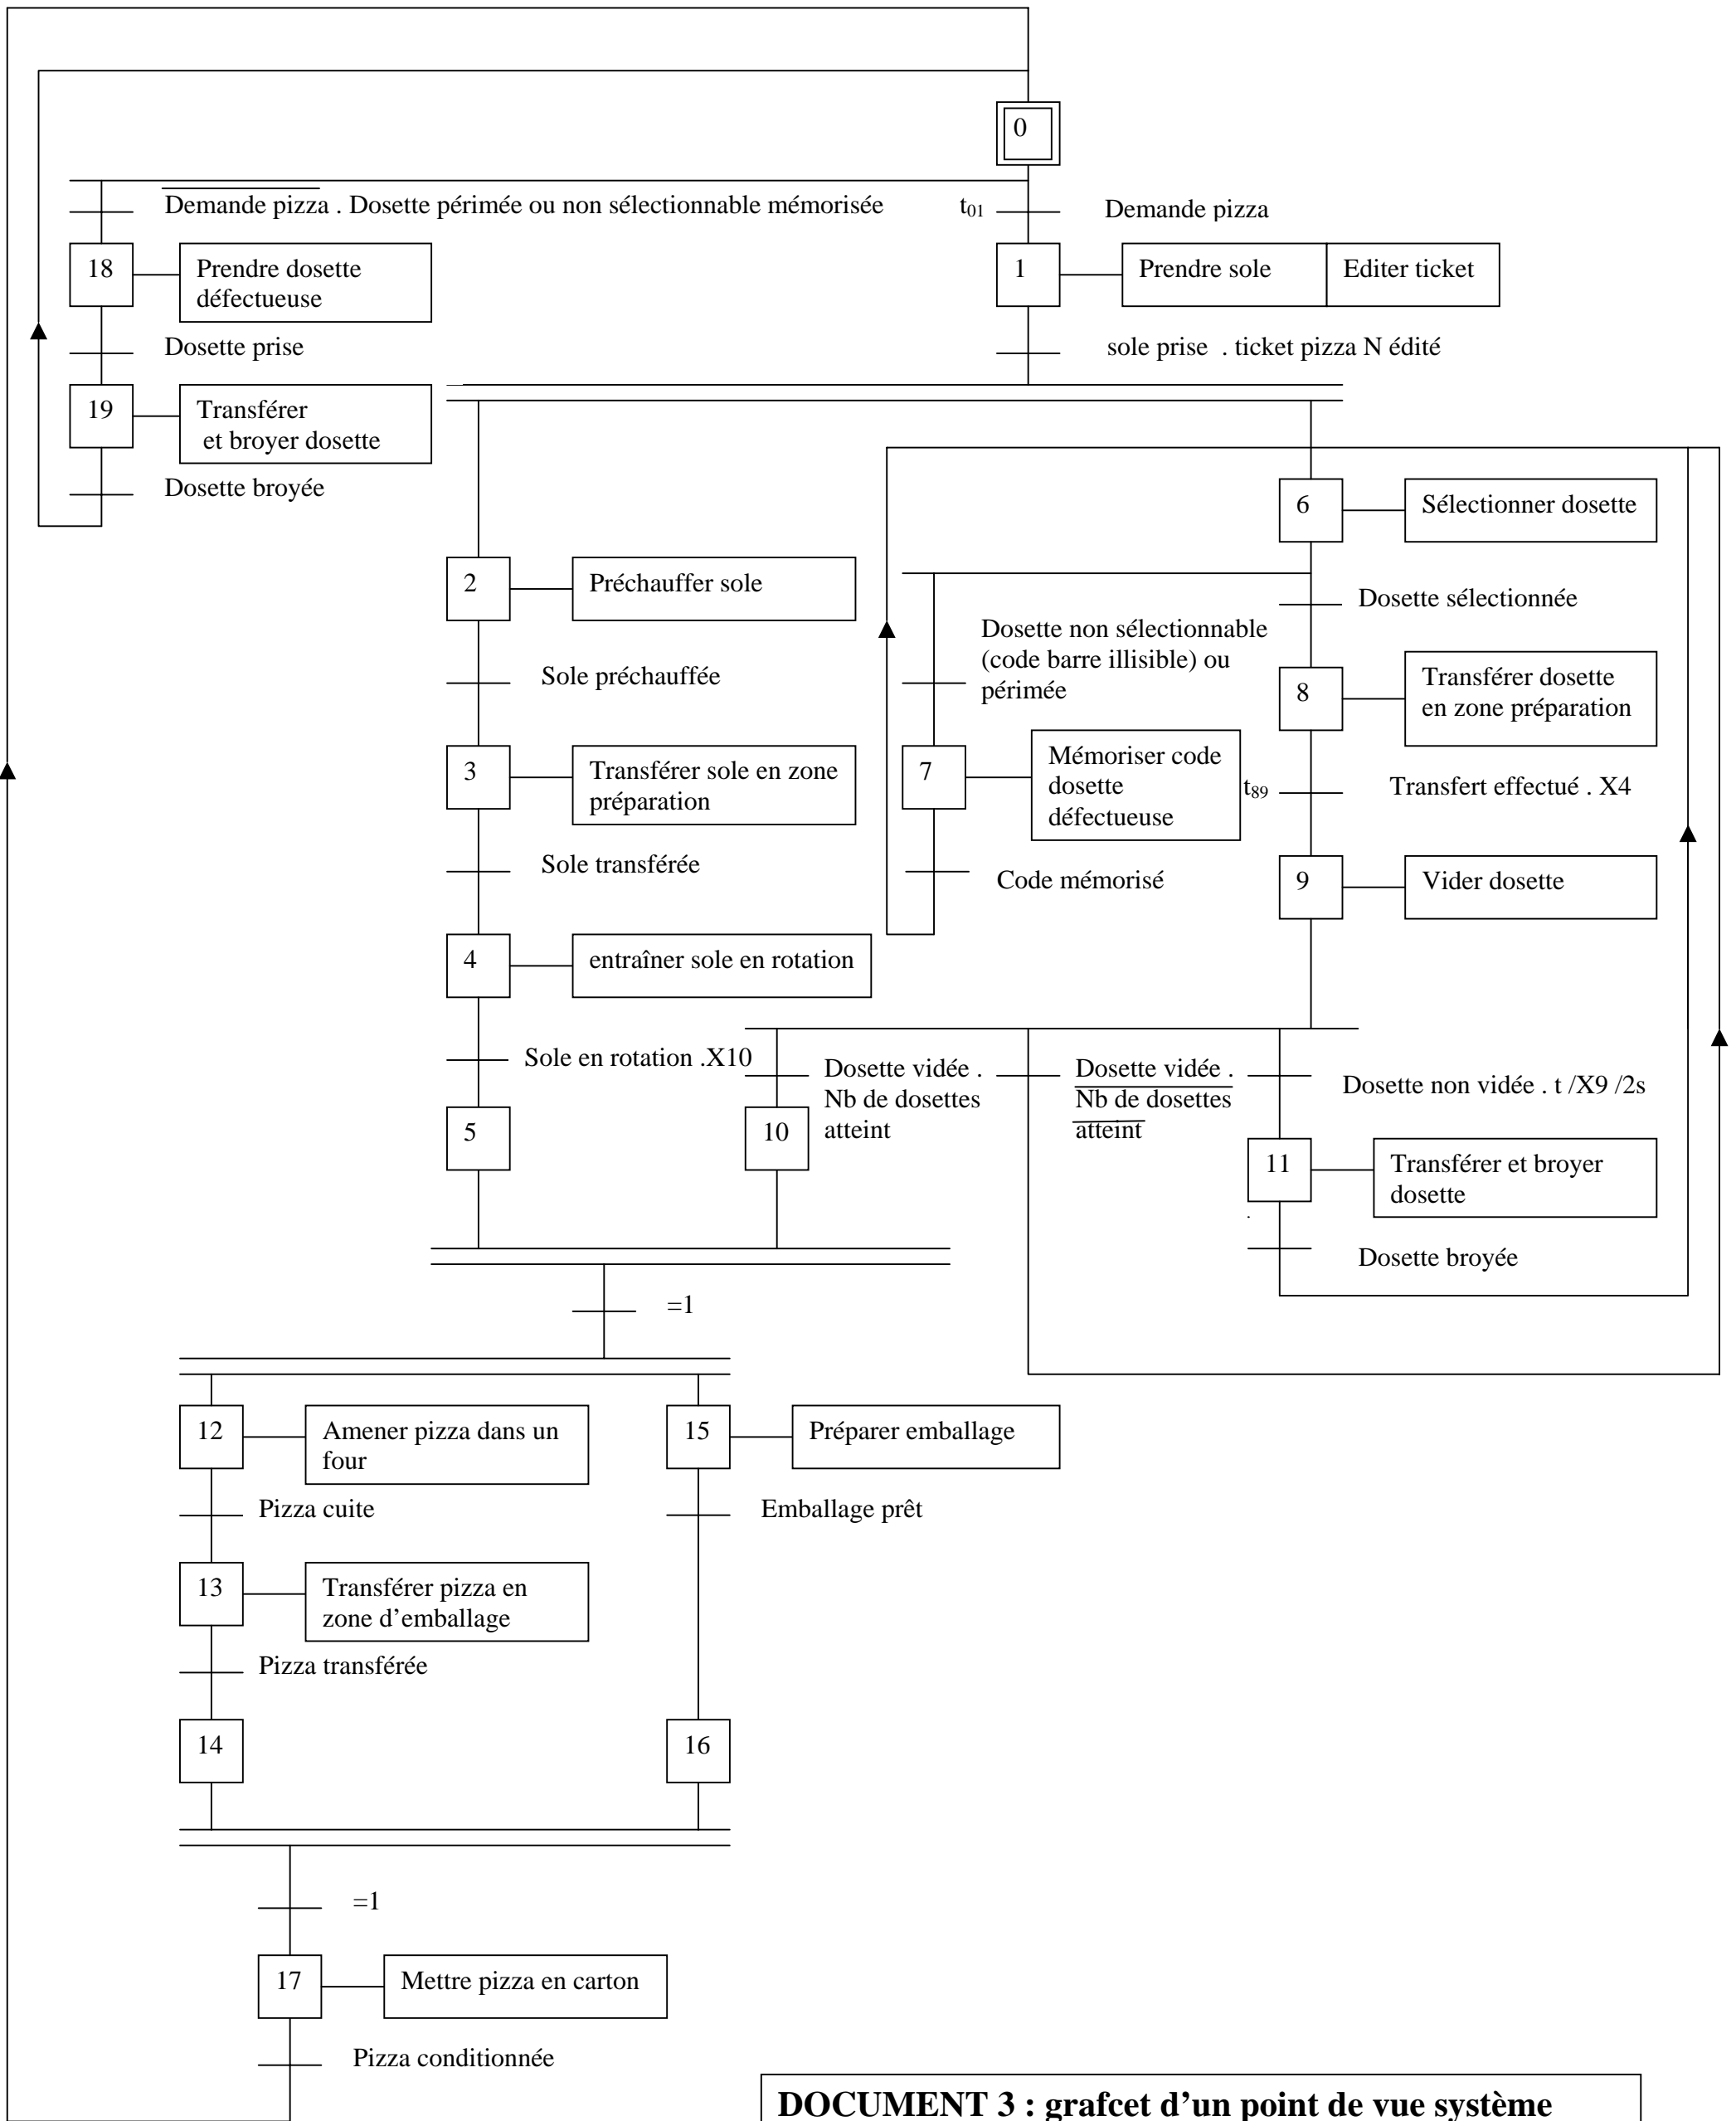 0
Demande pizza . Dosette périmée ou non sélectionnable mémorisée
t01
Demande pizza
18
Prendre dosette
défectueuse
1
Prendre sole
Editer ticket
Dosette prise
sole prise . ticket pizza N édité
19
Transférer
et broyer dosette
Dosette broyée
6
Sélectionner dosette
2
Préchauffer sole
Dosette sélectionnée
Dosette non sélectionnable
(code barre illisible) ou
périmée
Sole préchauffée
8
Transférer dosette
en zone préparation
3
Transférer sole en zone
préparation
7
Mémoriser code
dosette
défectueuse
t89
Transfert effectué . X4
Sole transférée
Code mémorisé
9
Vider dosette
4
entraîner sole en rotation
Sole en rotation .X10
Dosette vidée .
Nb de dosettes
atteint
Dosette vidée .
Nb de dosettes
atteint
Dosette non vidée . t /X9 /2s
5
10
11
Transférer et broyer
dosette
Dosette broyée
=1
12
Amener pizza dans un
four
15
Préparer emballage
Pizza cuite
Emballage prêt
13
Transférer pizza en
zone d’emballage
Pizza transférée
14
16
=1
17
Mettre pizza en carton
Pizza conditionnée
DOCUMENT 3 : grafcet d’un point de vue système